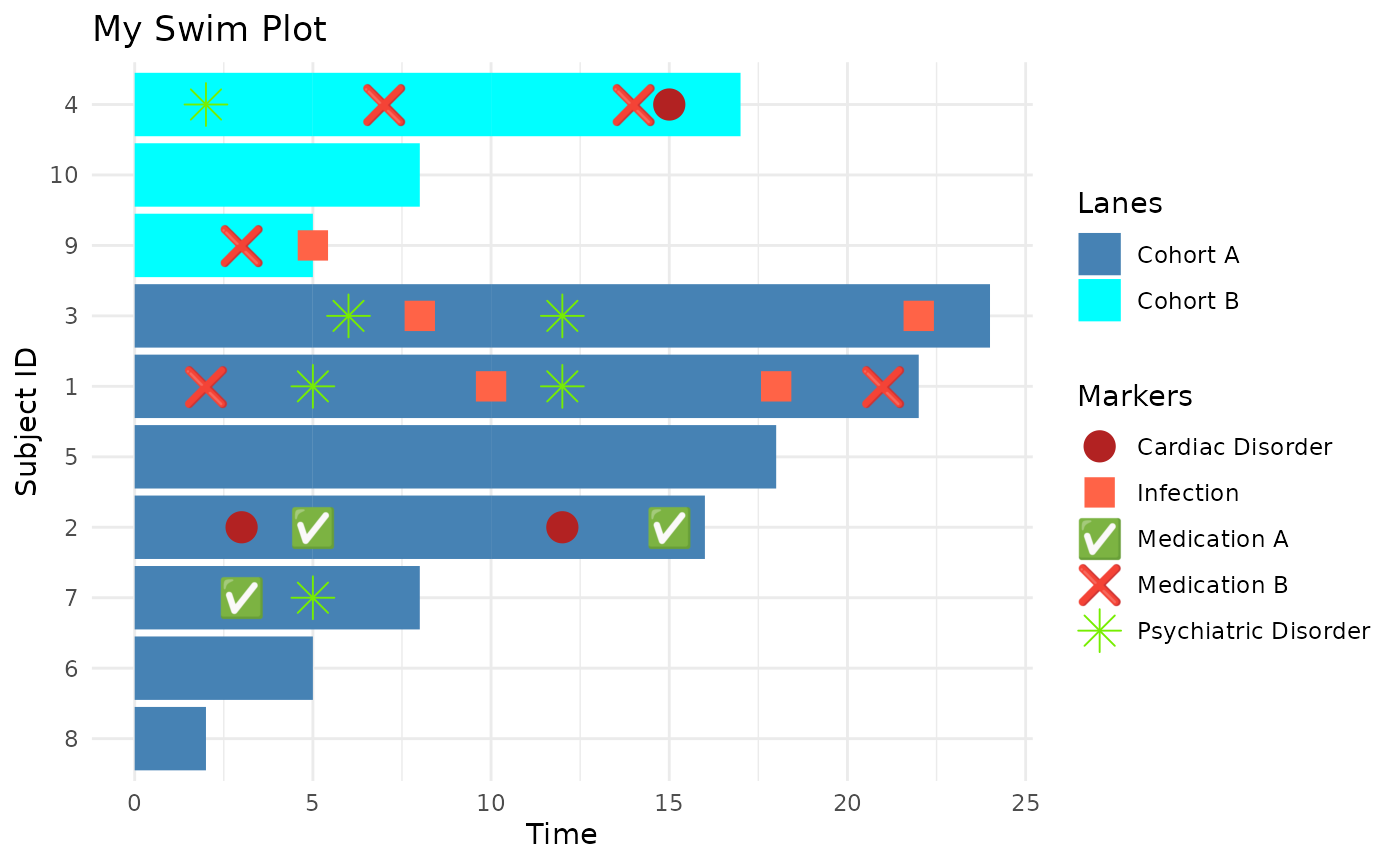 My Swim Plot
Subject ID
4
10
9
3
1
5
2
7
6
8
0 5 10 15 20 25
Time
Lanes
Cohort A
Cohort B
Markers
Cardiac Disorder
Infection
Medication A
Medication B
Psychiatric Disorder